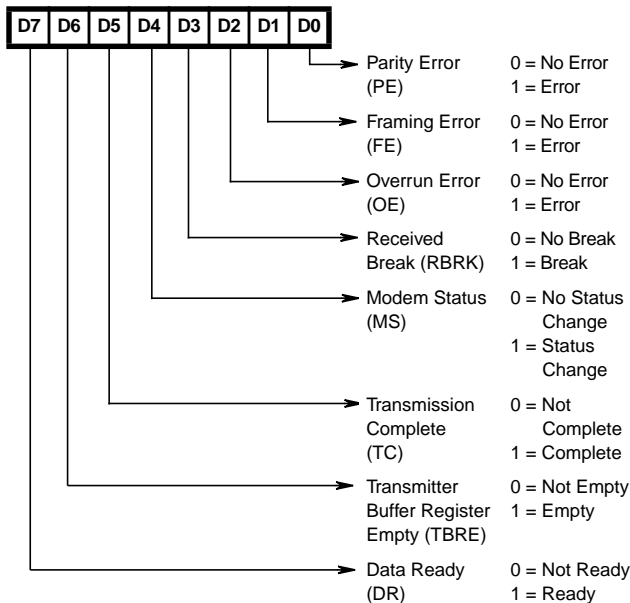 D7 D6 D5 D4 D3 D2 D1 D0
Parity Error 0 = No Error
(PE) 1 = Error
Framing Error 0 = No Error
(FE) 1 = Error
Overrun Error 0 = No Error
(OE) 1 = Error
Received 0 = No Break
Break (RBRK) 1 = Break
Modem Status 0 = No Status
(MS) Change
1 = Status
Change
Transmission 0 = Not
Complete Complete
(TC) 1 = Complete
Transmitter 0 = Not Empty
Buffer Register 1 = Empty
Empty (TBRE)
Data Ready 0 = Not Ready
(DR) 1 = Ready